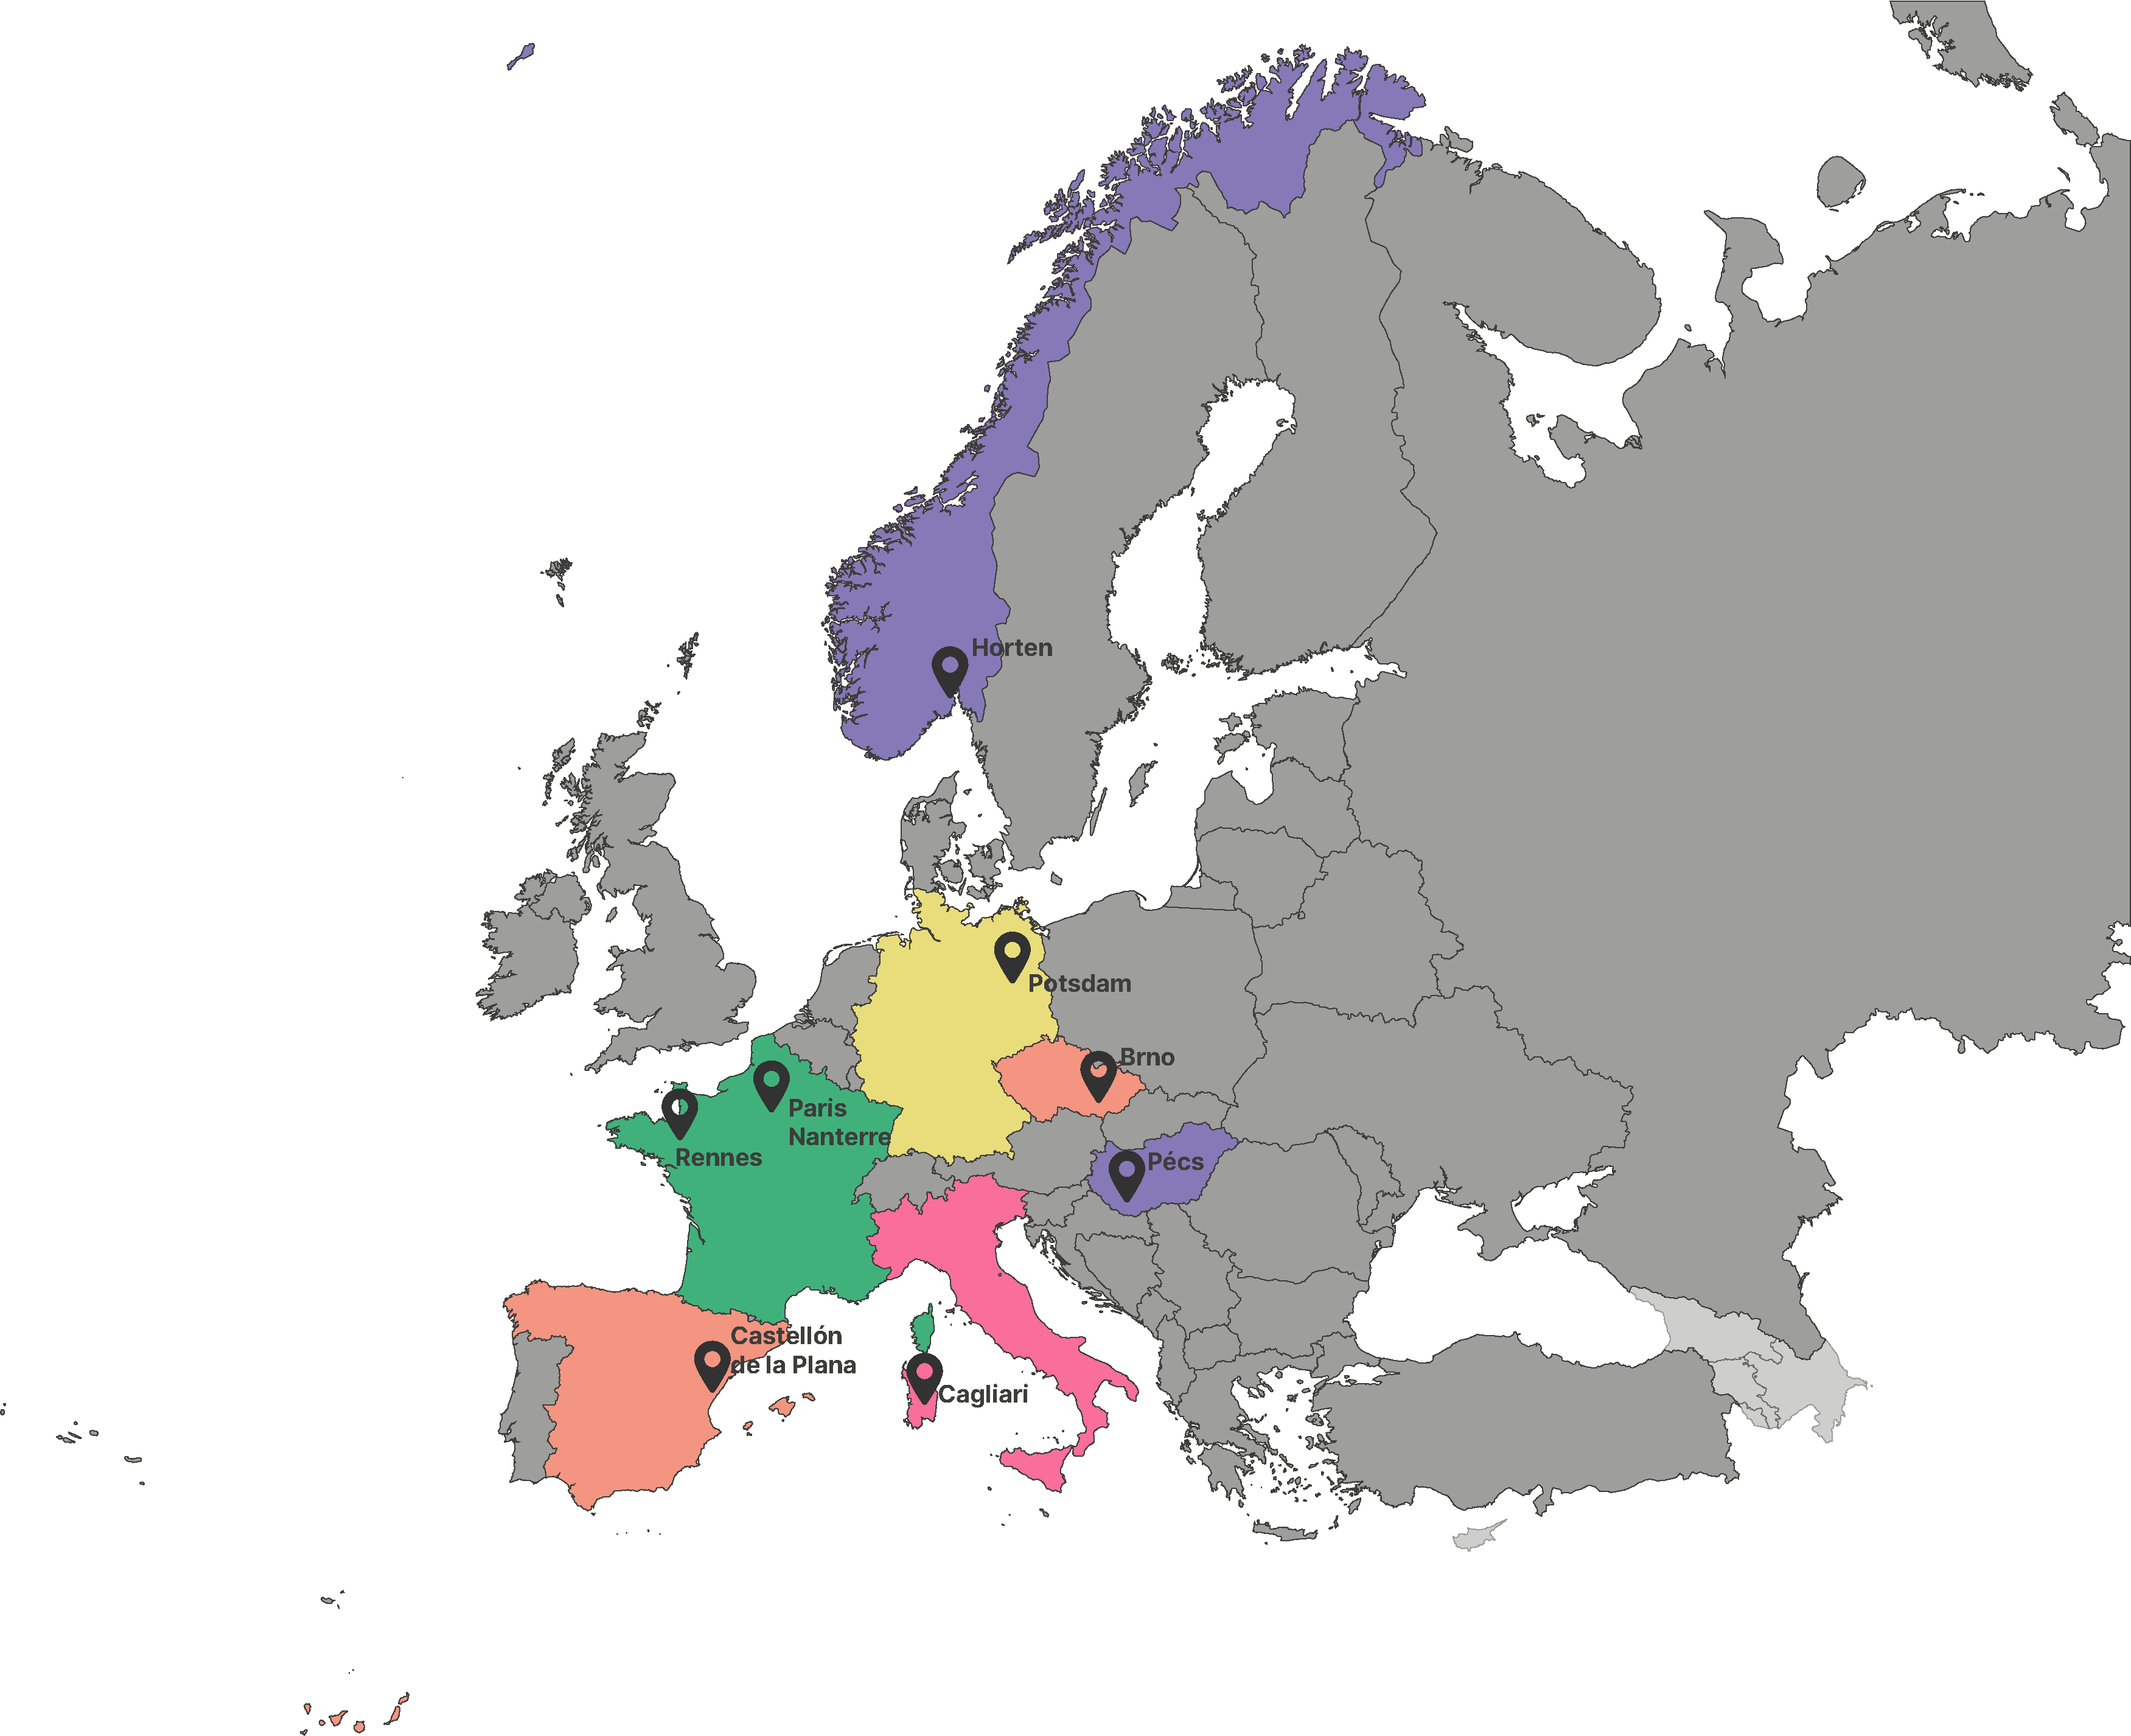 Horten
Potsdam
Brno
Paris
Nanterre
Rennes
Pécs
Castellón
de la Plana
Cagliari